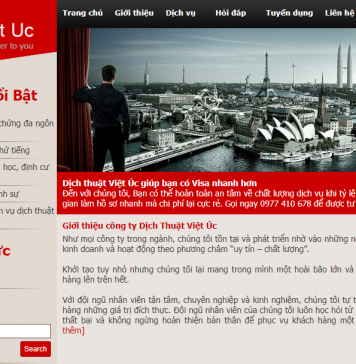 Trang chủ Giới thiệu Dịch vụ Hỏi đáp Tuyển dụng Liên hệ
t Uc
er to you
ổi Bật
chứng đa ngôn
hứ tiếng
học, định cư
nh sự
n vụ dịch thuật
ức
Search
Dịch thuật Việt Úc giúp bạn có Visa nhanh hơn
Đến với chúng tôi, Bạn có thể hoàn toàn an tâm về chất lượng dịch vụ khi tỷ lệ
gian làm hồ sơ nhanh mà chi phí lại cực rẻ. Gọi ngay 0977 410 678 để được tư
Giới thiệu công ty Dịch Thuật Việt Úc
Như mọi công ty trong ngành, chúng tôi tồn tại và phát triển nhờ vào những n
kinh doanh và hoạt động theo phương châm "uy tín – chất lượng".
Khởi tạo tuy nhỏ nhưng chúng tôi lại mang trong mình một hoài bão lớn và
hàng lên trên hết.
Với đội ngũ nhân viên tận tâm, chuyên nghiệp và kinh nghiệm, chúng tôi tự t
hàng những giá trị đích thực. Đội ngũ nhân viên của chúng tôi luôn học hỏi từ
thất bại và không ngừng hoàn thiện bản thân để phục vụ khách hàng một
thêm]